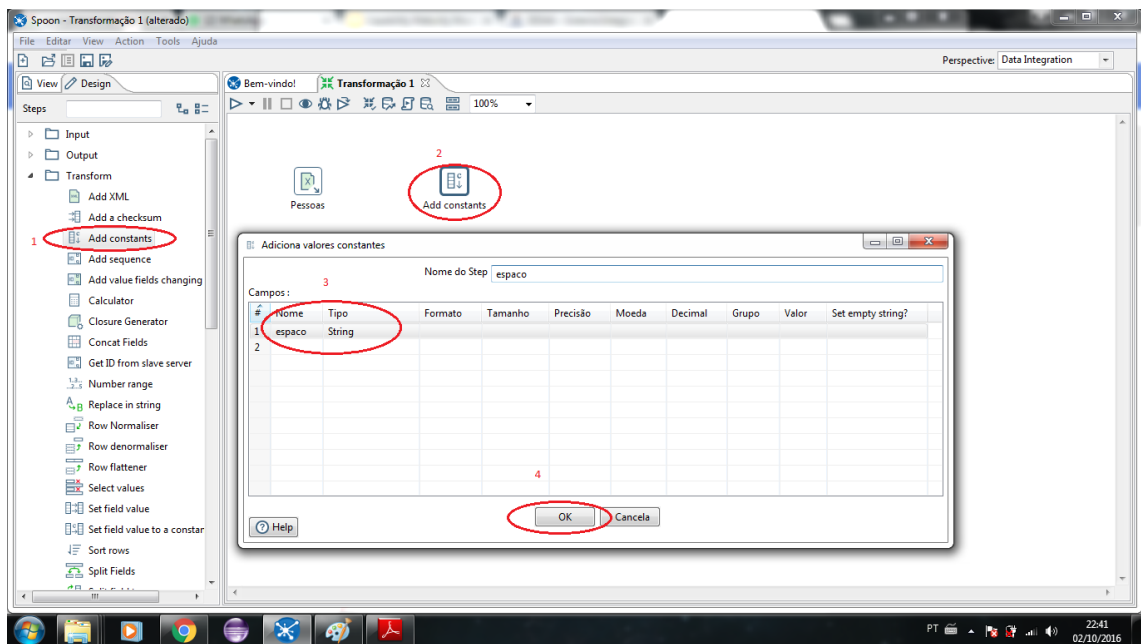 Spoon - Transformação 1 (alterado)
File Editar View Action Tools Ajuda
Perspective: Data Integration
View Design
Bem-vindo! Transformação 1
Steps
100%
Input
Output
Transform
Add XML
Add a checksum
1 Add constants
Add sequence
Add value fields changing
Calculator
Closure Generator
Concat Fields
Get ID from slave server
Number range
Replace in string
Row Normaliser
Row denormaliser
Row flattener
Select values
Set field value
Set field value to a constar
Sort rows
Split Fields
2
Pessoas Add constants
Adiciona valores constantes
Nome do Step espaco
3
Campos :
# Nome Tipo Formato Tamanho Precisão Moeda Decimal Grupo Valor Set empty string?
1 espaco String
2
4
Help OK Cancela
PT 22:41
02/10/2016